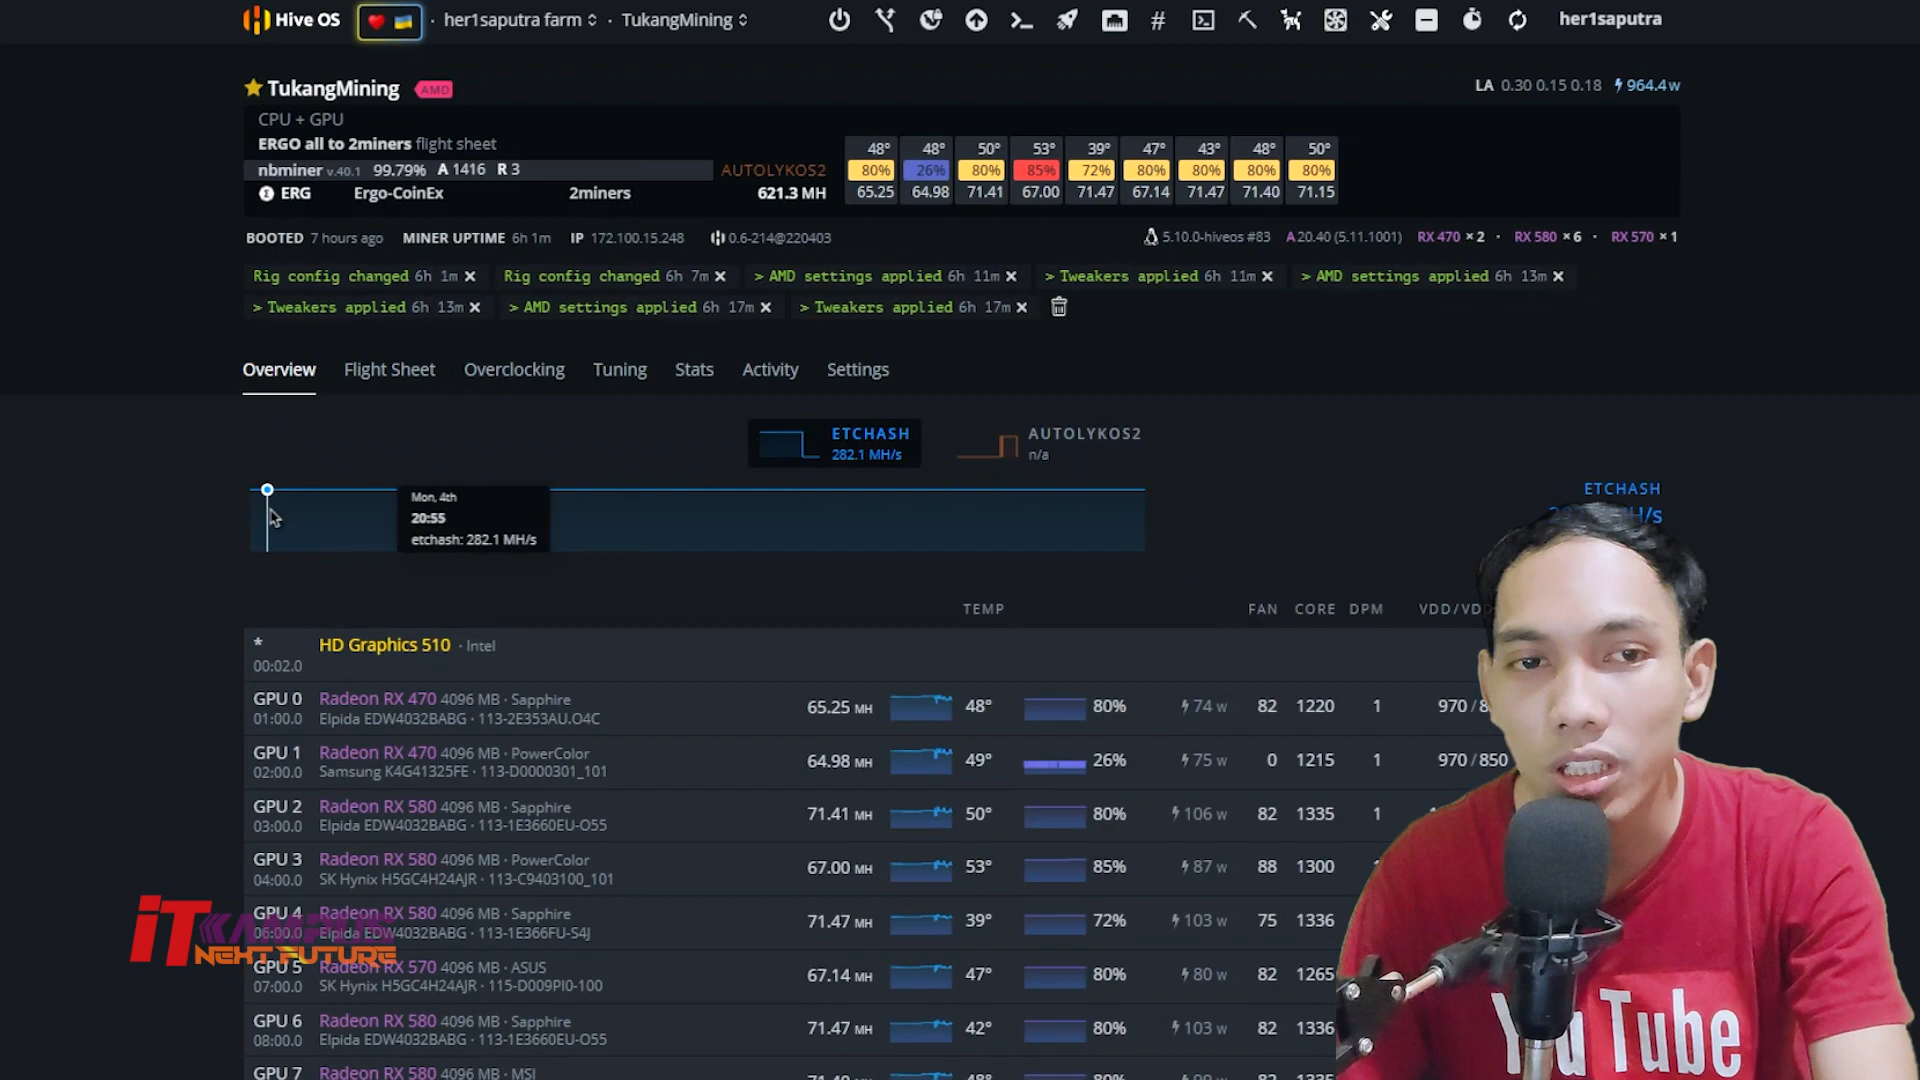 Hive OS · her1saputra farm · TukangMining her1saputra
TukangMining AMD LA 0.30 0.15 0.18 964.4 w
CPU + GPU
ERGO all to 2miners flight sheet
48° 48° 50° 53° 39° 47° 43° 48° 50°
nbminer v.40.1 99.79% A 1416 R 3 AUTOLYKOS2 80% 26% 80% 85% 72% 80% 80% 80% 80%
ERG Ergo-CoinEx 2miners 621.3 MH 65.25 64.98 71.41 67.00 71.47 67.14 71.47 71.40 71.15
BOOTED 7 hours ago MINER UPTIME 6h 1m IP 172.100.15.248 0.6-214@220403 5.10.0-hiveos #83 A 20.40 (5.11.1001) RX 470 × 2 · RX 580 × 6 · RX 570 × 1
Rig config changed 6h 1m × Rig config changed 6h 7m × > AMD settings applied 6h 11m × > Tweakers applied 6h 11m × > AMD settings applied 6h 13m ×
> Tweakers applied 6h 13m × > AMD settings applied 6h 17m × > Tweakers applied 6h 17m ×
Overview Flight Sheet Overclocking Tuning Stats Activity Settings
ETCHASH
282.1 MH/s
AUTOLYKOS2
n/a
Mon, 4th
20:55
etchash: 282.1 MH/s
ETCHASH
H/s
TEMP FAN CORE DPM VDD/VD
* HD Graphics 510 · Intel
00:02.0
GPU 0 Radeon RX 470 4096 MB · Sapphire 65.25 MH 48° 80% 74 w 82 1220 1 970 / 8
01:00.0 Elpida EDW4032BABG · 113-2E353AU.O4C
GPU 1 Radeon RX 470 4096 MB · PowerColor 64.98 MH 49° 26% 75 w 0 1215 1 970 / 850
02:00.0 Samsung K4G41325FE · 113-D0000301_101
GPU 2 Radeon RX 580 4096 MB · Sapphire 71.41 MH 50° 80% 106 w 82 1335 1
03:00.0 Elpida EDW4032BABG · 113-1E3660EU-O55
GPU 3 Radeon RX 580 4096 MB · PowerColor 67.00 MH 53° 85% 87 w 88 1300
04:00.0 SK Hynix H5GC4H24AJR · 113-C9403100_101
GPU 4 Radeon RX 580 4096 MB · Sapphire 71.47 MH 39° 72% 103 w 75 1336
06:00.0 Elpida EDW4032BABG · 113-1E366FU-S4J
GPU 5 Radeon RX 570 4096 MB · ASUS 67.14 MH 47° 80% 80 w 82 1265
07:00.0 SK Hynix H5GC4H24AJR · 115-D009PI0-100
GPU 6 Radeon RX 580 4096 MB · Sapphire 71.47 MH 42° 80% 103 w 82 1336
08:00.0 Elpida EDW4032BABG · 113-1E3660EU-O55
GPU 7 Radeon RX 580 4096 MB · MSI
iT KAMPUS
NEXT FUTURE
You Tube